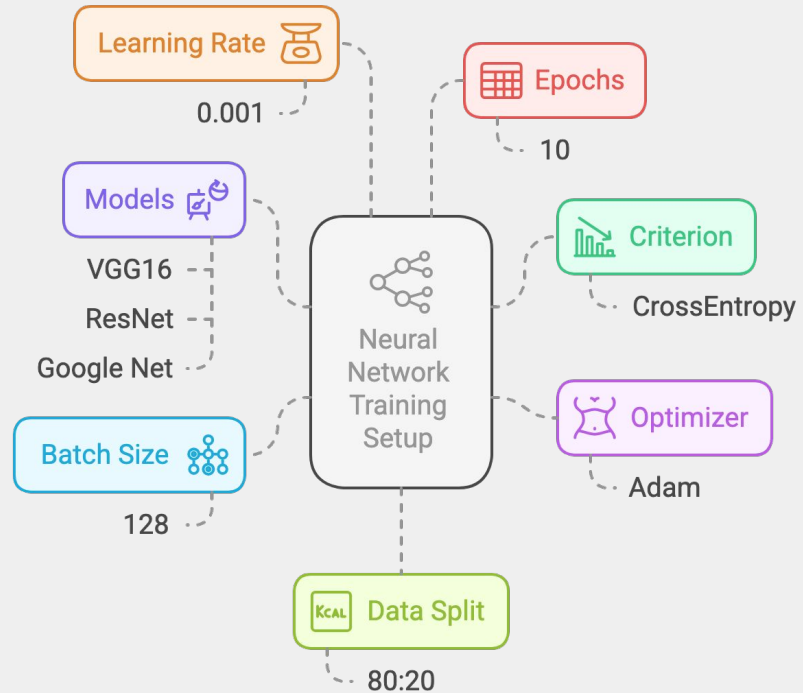 Learning Rate
0.001
Epochs
10
Models
VGG16
ResNet
Google Net
Criterion
CrossEntropy
Neural
Network
Training
Setup
Batch Size
128
Optimizer
Adam
KCAL
Data Split
80:20